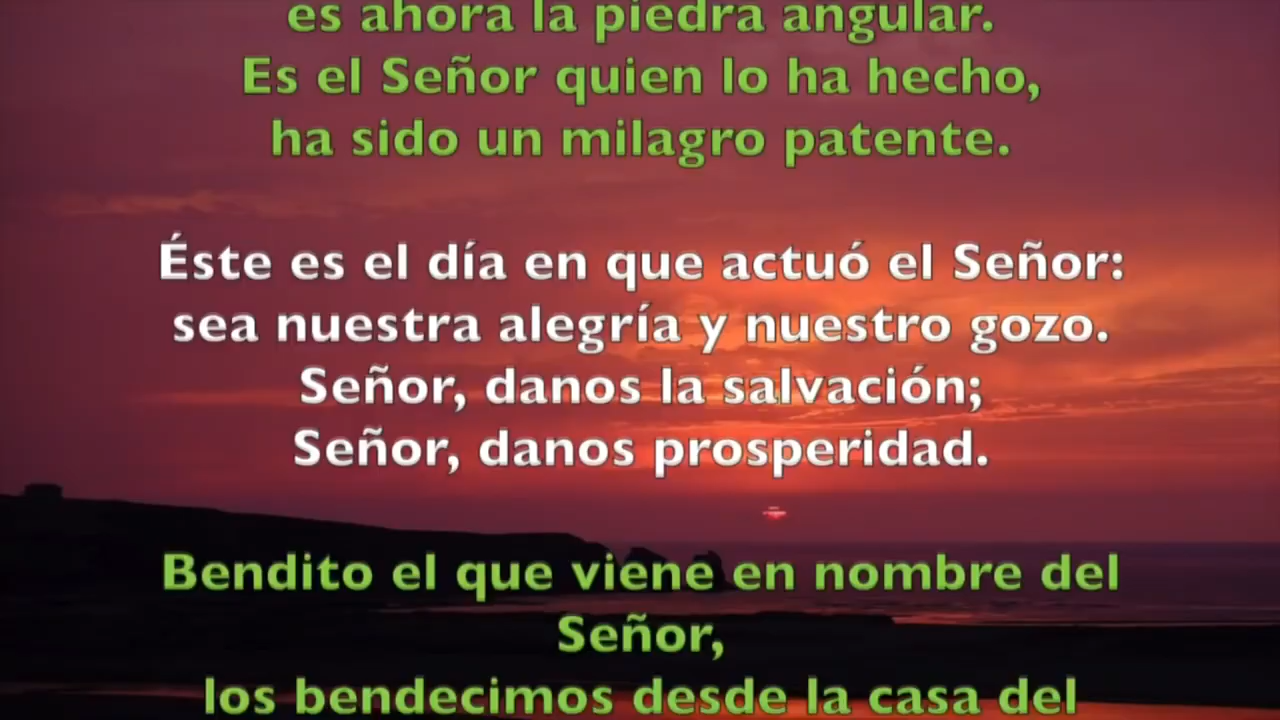 es ahora la piedra angular.
Es el Señor quien lo ha hecho,
ha sido un milagro patente.
Éste es el día en que actuó el Señor:
sea nuestra alegría y nuestro gozo.
Señor, danos la salvación;
Señor, danos prosperidad.
Bendito el que viene en nombre del
Señor,
los bendecimos desde la casa del